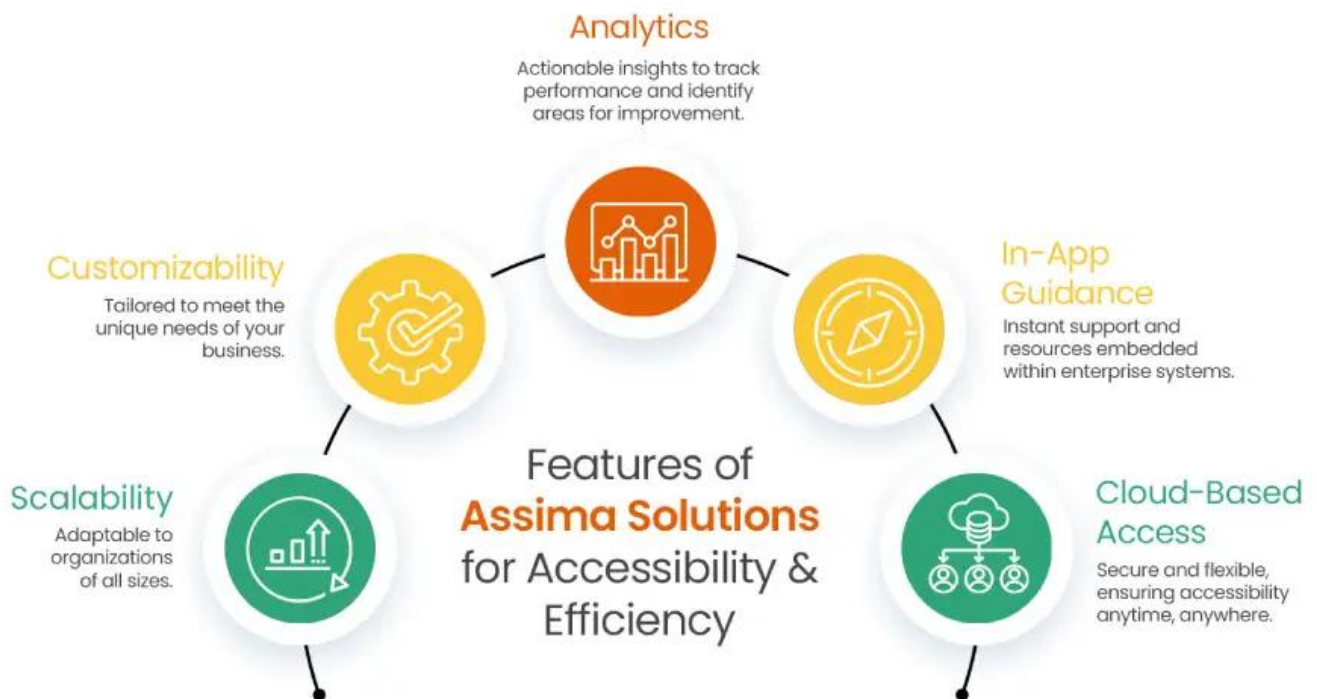 Analytics
Actionable insights to track
performance and identify
areas for improvement.
Customizability
Tailored to meet the
unique needs of your
business.
In-App
Guidance
Instant support and
resources embedded
within enterprise systems.
Scalability
Adaptable to
organizations
of all sizes.
Features of
Assima Solutions
for Accessibility &
Efficiency
Cloud-Based
Access
Secure and flexible,
ensuring accessibility
anytime, anywhere.